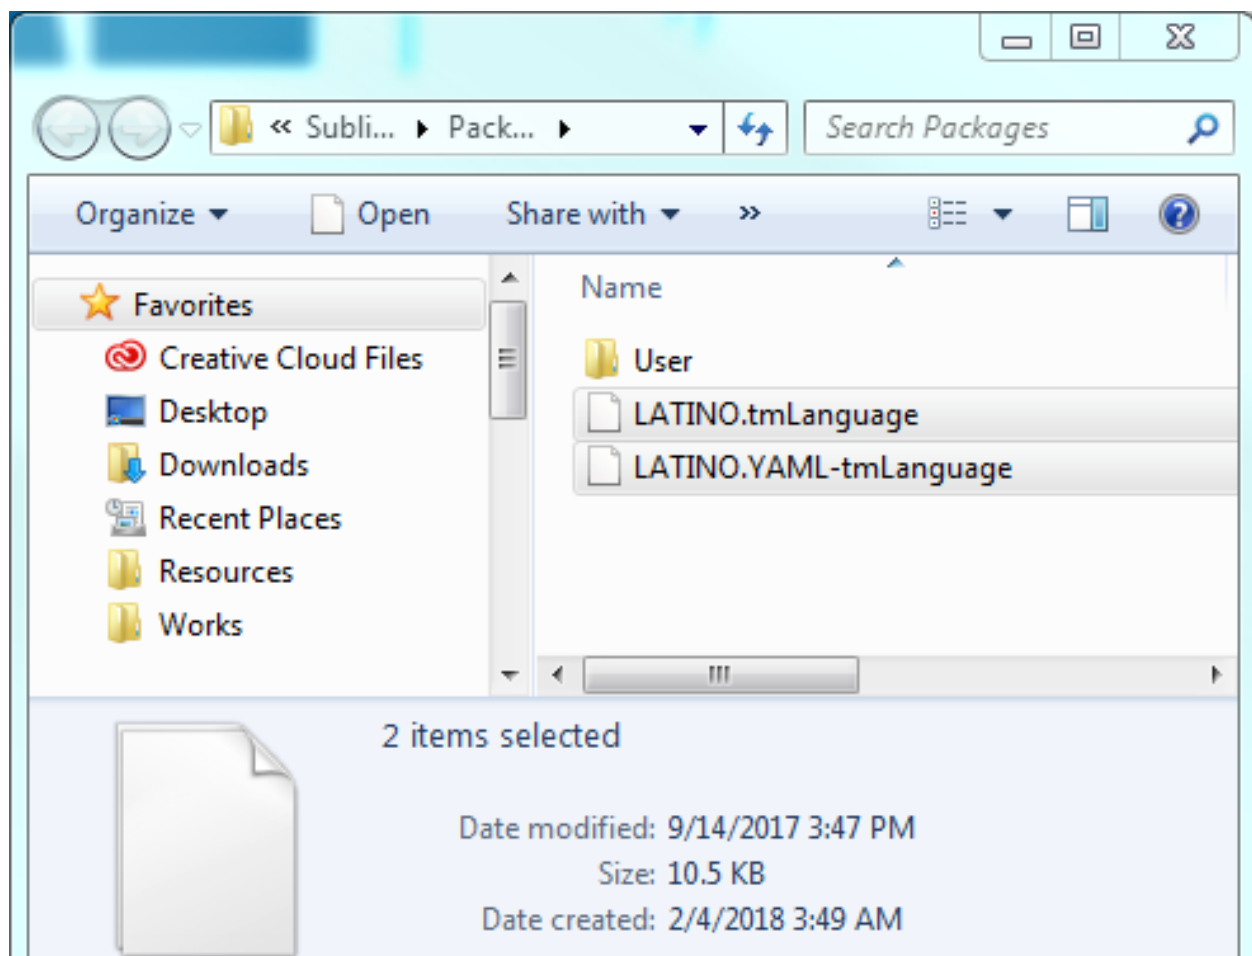 « Subli... Pack... Search Packages
Organize Open Share with »
Favorites
Creative Cloud Files
Desktop
Downloads
Recent Places
Resources
Works
Name
User
LATINO.tmLanguage
LATINO.YAML-tmLanguage
2 items selected
Date modified: 9/14/2017 3:47 PM
Size: 10.5 KB
Date created: 2/4/2018 3:49 AM